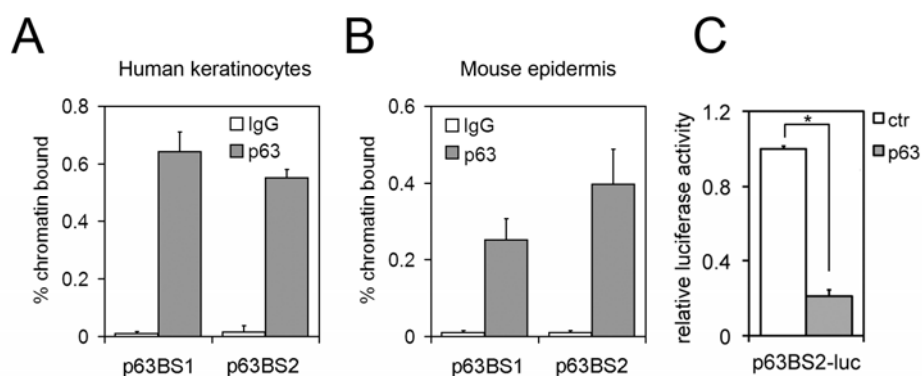 A
Human keratinocytes
% chromatin bound
0.8
0.6
0.4
0.2
0
IgG
p63
p63BS1
p63BS2
B
Mouse epidermis
% chromatin bound
0.6
0.4
0.2
0
IgG
p63
p63BS1
p63BS2
C
relative luciferase activity
1.2
0.8
0.4
0
*
ctr
p63
p63BS2-luc